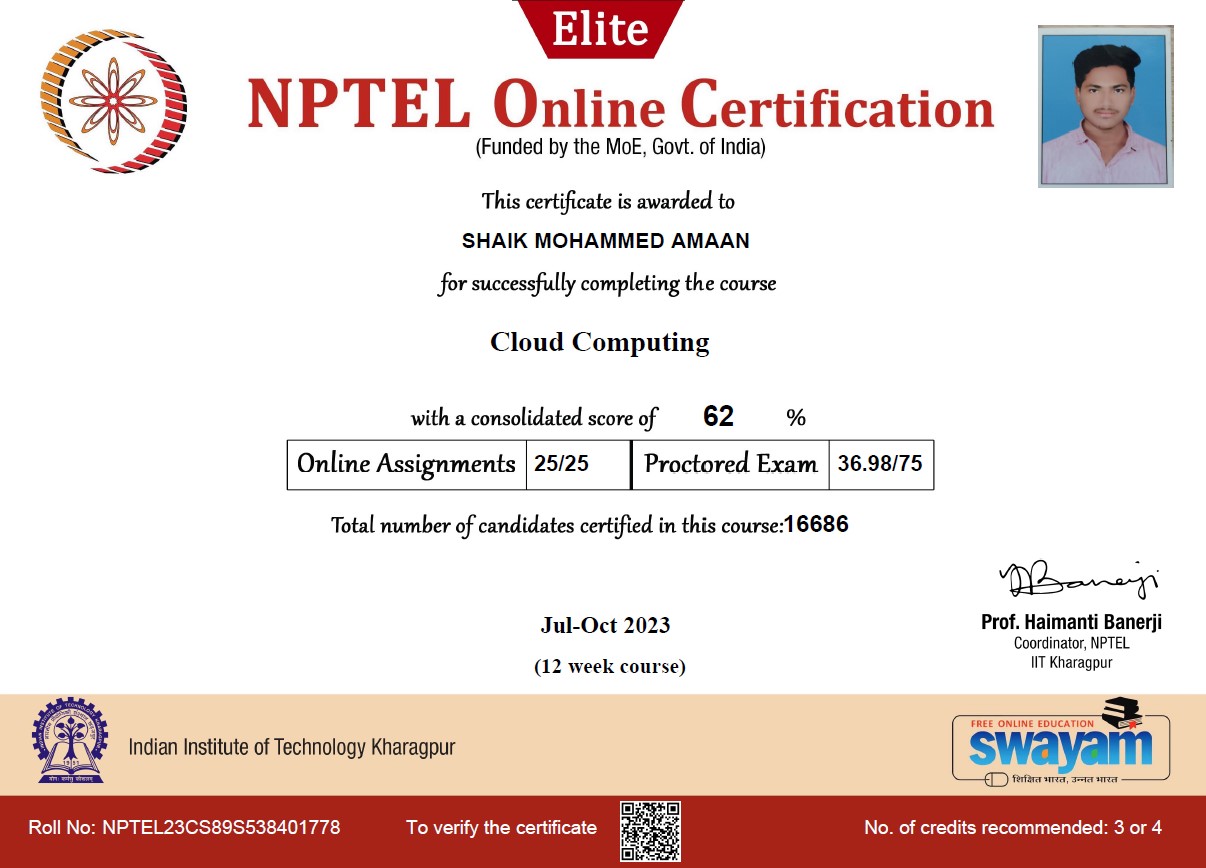 Elite
NPTEL Online Certification
(Funded by the MoE, Govt. of India)
This certificate is awarded to
SHAIK MOHAMMED AMAAN
for successfully completing the course
Cloud Computing
with a consolidated score of 62 %
Online Assignments 25/25 Proctored Exam 36.98/75
Total number of candidates certified in this course:16686
Jul-Oct 2023
(12 week course)
Prof. Haimanti Banerji
Coordinator, NPTEL
IIT Kharagpur
Indian Institute of Technology Kharagpur
FREE ONLINE EDUCATION
swayam
शिक्षित भारत, उन्नत भारत
Roll No: NPTEL23CS89S538401778
To verify the certificate
No. of credits recommended: 3 or 4